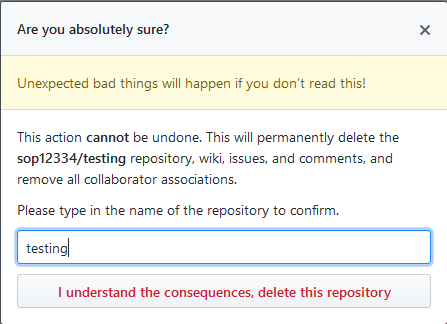 Are you absolutely sure?
Unexpected bad things will happen if you don’t read this!
This action cannot be undone. This will permanently delete the
sop12334/testing repository, wiki, issues, and comments, and
remove all collaborator associations.
Please type in the name of the repository to confirm.
testing
I understand the consequences, delete this repository